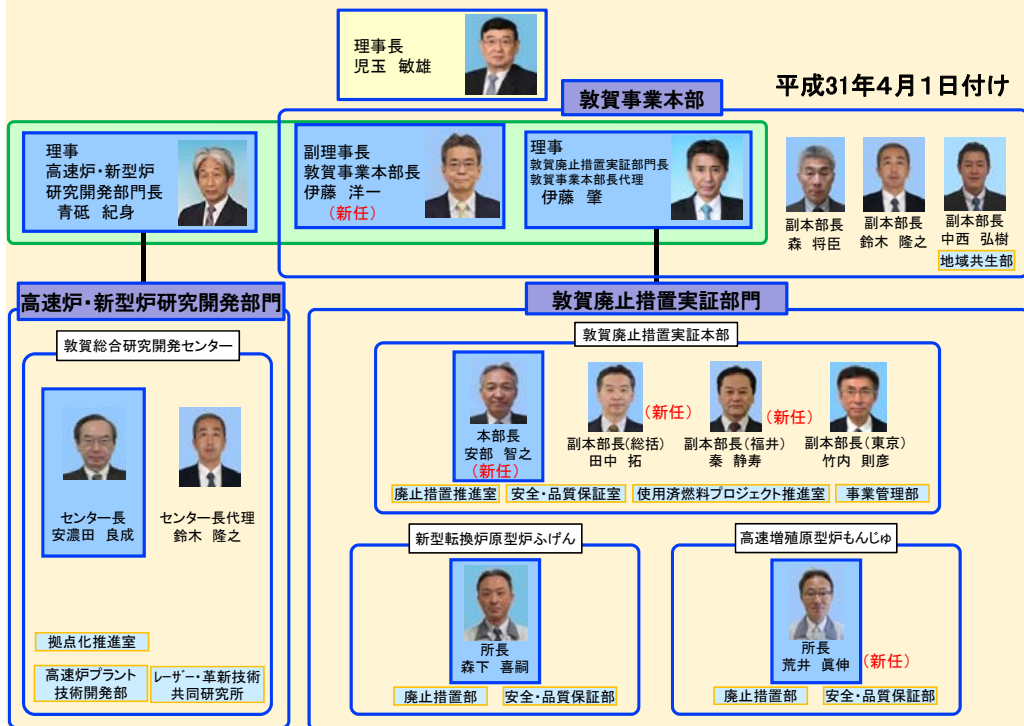 理事長
児玉 敏雄
平成31年4月1日付け
敦賀事業本部
理事
高速炉・新型炉
研究開発部門長
青砥 紀身
副理事長
敦賀事業本部長
伊藤 洋一
(新任)
理事
敦賀廃止措置実証部門長
敦賀事業本部長代理
伊藤 肇
副本部長
森 将臣
副本部長
鈴木 隆之
副本部長
中西 弘樹
地域共生部
高速炉・新型炉研究開発部門
敦賀総合研究開発センター
センター長
安濃田 良成
センター長代理
鈴木 隆之
拠点化推進室
高速炉プラント
技術開発部
レーザー・革新技術
共同研究所
敦賀廃止措置実証部門
敦賀廃止措置実証本部
本部長
安部 智之
(新任)
副本部長(総括)
田中 拓
(新任)
副本部長(福井)
秦 静寿
(新任)
副本部長(東京)
竹内 則彦
廃止措置推進室
安全・品質保証室
使用済燃料プロジェクト推進室
事業管理部
新型転換炉原型炉ふげん
所長
森下 喜嗣
廃止措置部
安全・品質保証部
高速増殖原型炉もんじゅ
所長
荒井 眞伸
(新任)
廃止措置部
安全・品質保証部